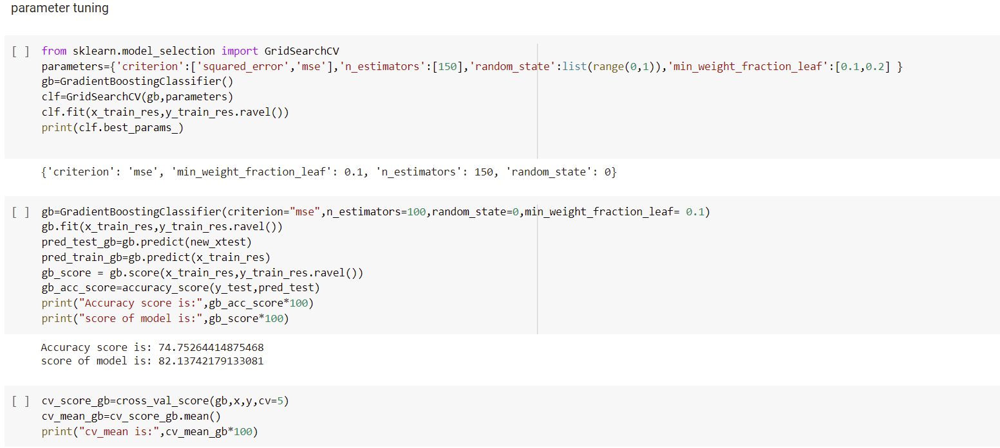 parameter tuning
[ ] from sklearn.model_selection import GridSearchCV
parameters={'criterion':['squared_error','mse'],'n_estimators':[150],'random_state':list(range(0,1)),'min_weight_fraction_leaf':[0.1,0.2] }
gb=GradientBoostingClassifier()
clf=GridSearchCV(gb,parameters)
clf.fit(x_train_res,y_train_res.ravel())
print(clf.best_params_)
{'criterion': 'mse', 'min_weight_fraction_leaf': 0.1, 'n_estimators': 150, 'random_state': 0}
[ ] gb=GradientBoostingClassifier(criterion="mse",n_estimators=100,random_state=0,min_weight_fraction_leaf= 0.1)
gb.fit(x_train_res,y_train_res.ravel())
pred_test_gb=gb.predict(new_xtest)
pred_train_gb=gb.predict(x_train_res)
gb_score = gb.score(x_train_res,y_train_res.ravel())
gb_acc_score=accuracy_score(y_test,pred_test)
print("Accuracy score is:",gb_acc_score*100)
print("score of model is:",gb_score*100)
Accuracy score is: 74.75264414875468
score of model is: 82.13742179133081
[ ] cv_score_gb=cross_val_score(gb,x,y,cv=5)
cv_mean_gb=cv_score_gb.mean()
print("cv_mean is:",cv_mean_gb*100)